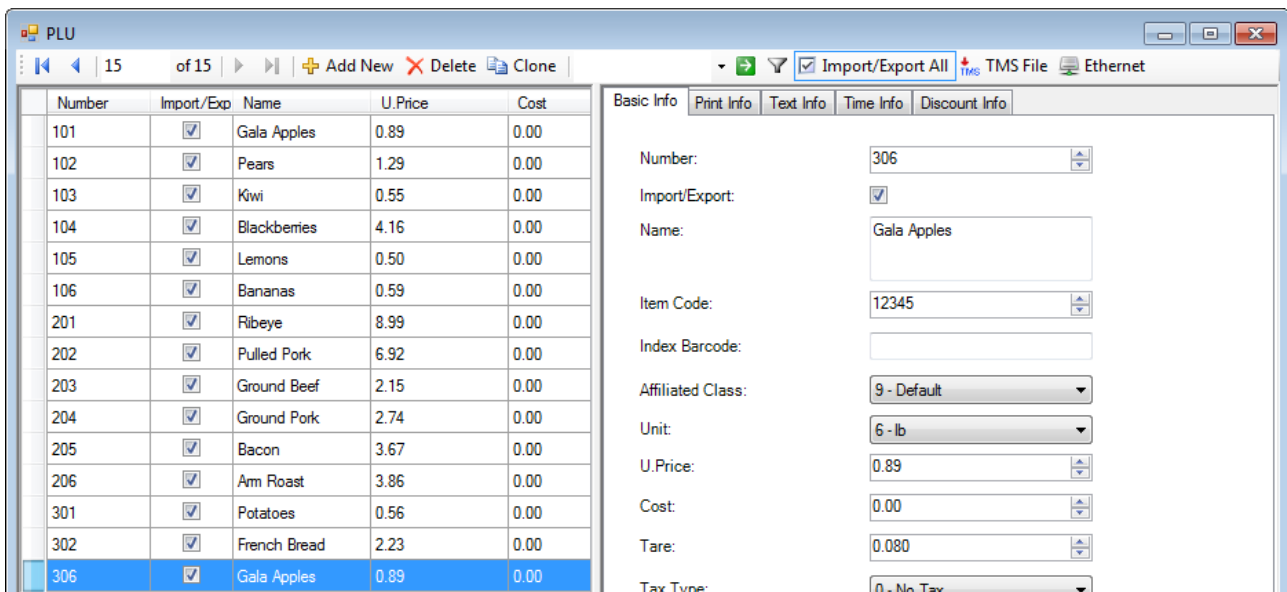 PLU
15 of 15 Add New Delete Clone Import/Export All TMS TMS File Ethernet
Number Import/Exp Name U.Price Cost
101 Gala Apples 0.89 0.00
102 Pears 1.29 0.00
103 Kiwi 0.55 0.00
104 Blackberries 4.16 0.00
105 Lemons 0.50 0.00
106 Bananas 0.59 0.00
201 Ribeye 8.99 0.00
202 Pulled Pork 6.92 0.00
203 Ground Beef 2.15 0.00
204 Ground Pork 2.74 0.00
205 Bacon 3.67 0.00
206 Arm Roast 3.86 0.00
301 Potatoes 0.56 0.00
302 French Bread 2.23 0.00
306 Gala Apples 0.89 0.00
Basic Info Print Info Text Info Time Info Discount Info
Number: 306
Import/Export:
Name: Gala Apples
Item Code: 12345
Index Barcode:
Affiliated Class: 9 - Default
Unit: 6 - lb
U.Price: 0.89
Cost: 0.00
Tare: 0.080
Tax Type: 0 - No Tax